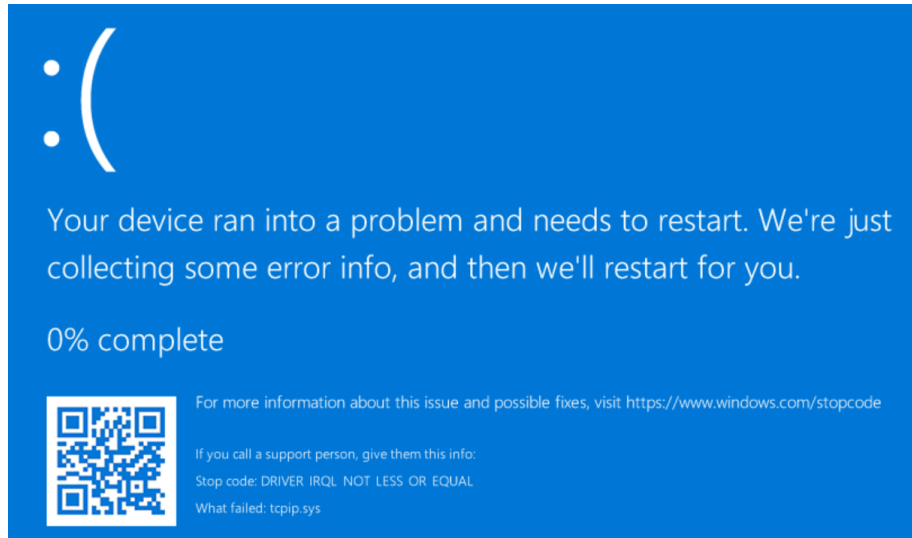 :(
Your device ran into a problem and needs to restart. We're just
collecting some error info, and then we'll restart for you.
0% complete
For more information about this issue and possible fixes, visit https://www.windows.com/stopcode
If you call a support person, give them this info:
Stop code: DRIVER IRQL NOT LESS OR EQUAL
What failed: tcpip.sys